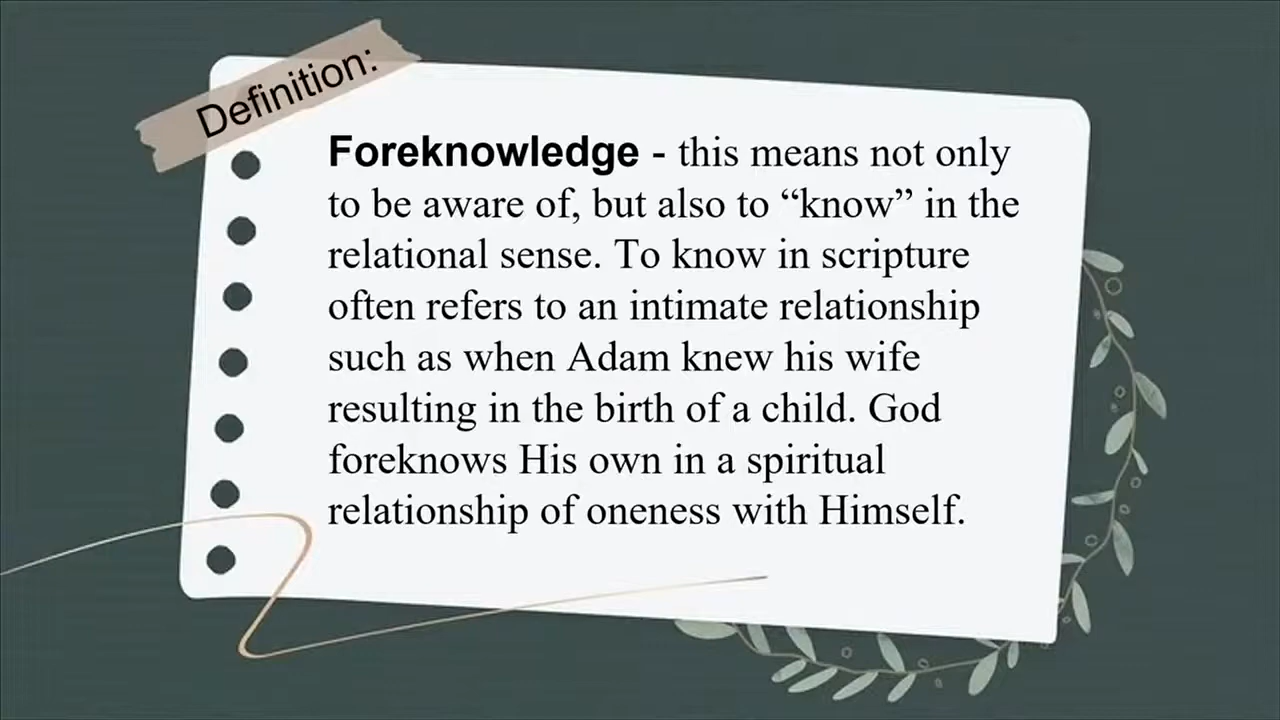 Definition:
Foreknowledge - this means not only
to be aware of, but also to “know” in the
relational sense. To know in scripture
often refers to an intimate relationship
such as when Adam knew his wife
resulting in the birth of a child. God
foreknows His own in a spiritual
relationship of oneness with Himself.